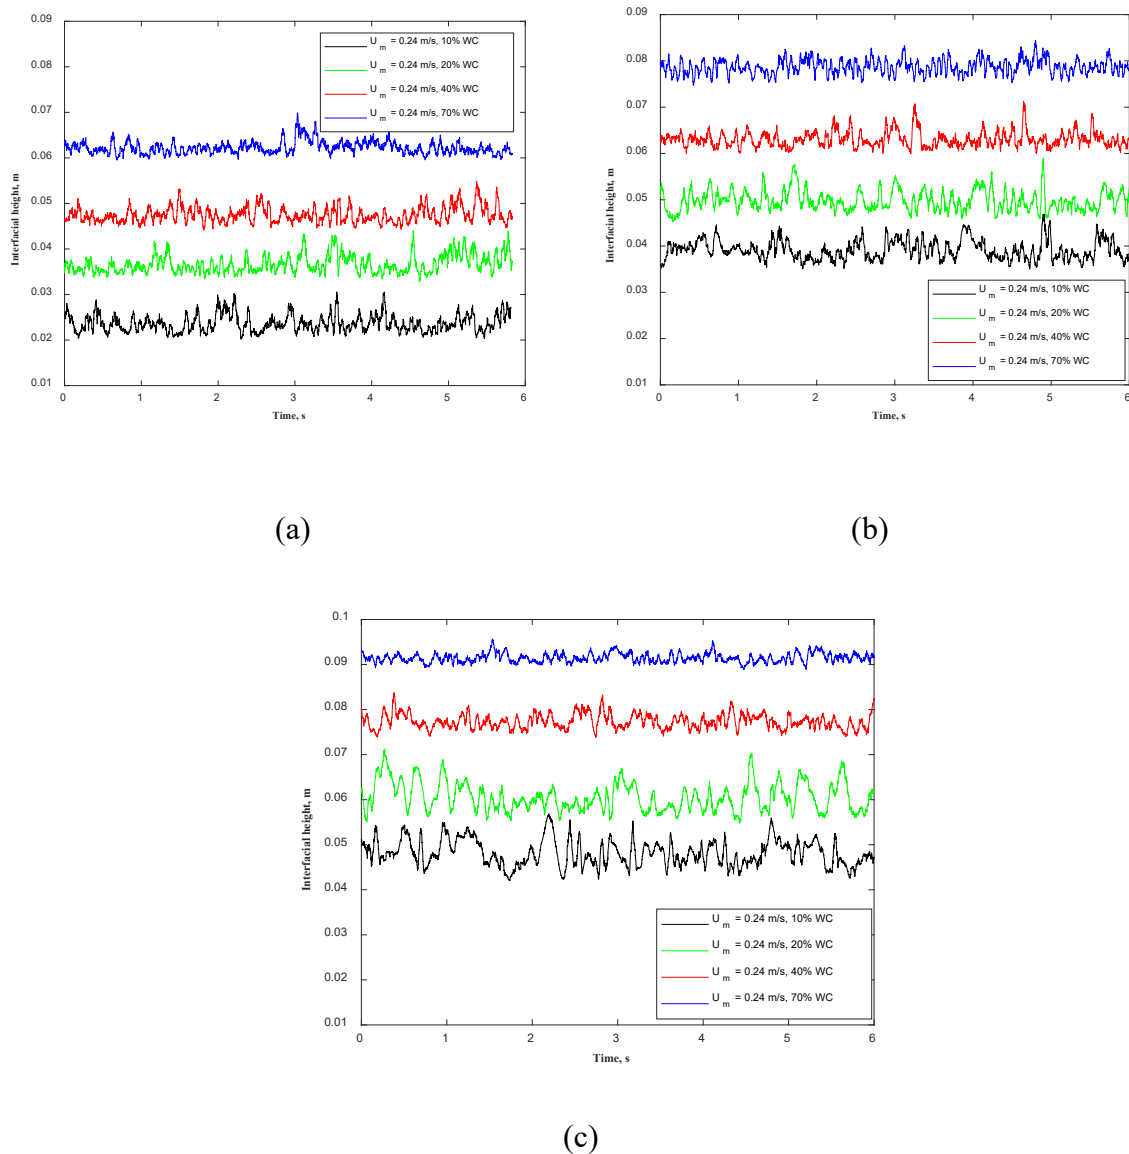 0.09
0.08
0.07
0.06
0.05
0.04
0.03
0.02
0.01
Interfacial height, m
0 1 2 3 4 5 6
Time, s
U m = 0.24 m/s, 10% WC
U m = 0.24 m/s, 20% WC
U m = 0.24 m/s, 40% WC
U m = 0.24 m/s, 70% WC
(a)
0.09
0.08
0.07
0.06
0.05
0.04
0.03
0.02
0.01
Interfacial height, m
0 1 2 3 4 5 6
Time, s
U m = 0.24 m/s, 10% WC
U m = 0.24 m/s, 20% WC
U m = 0.24 m/s, 40% WC
U m = 0.24 m/s, 70% WC
(b)
0.1
0.09
0.08
0.07
0.06
0.05
0.04
0.03
0.02
0.01
Interfacial height, m
0 1 2 3 4 5 6
Time, s
U m = 0.24 m/s, 10% WC
U m = 0.24 m/s, 20% WC
U m = 0.24 m/s, 40% WC
U m = 0.24 m/s, 70% WC
(c)